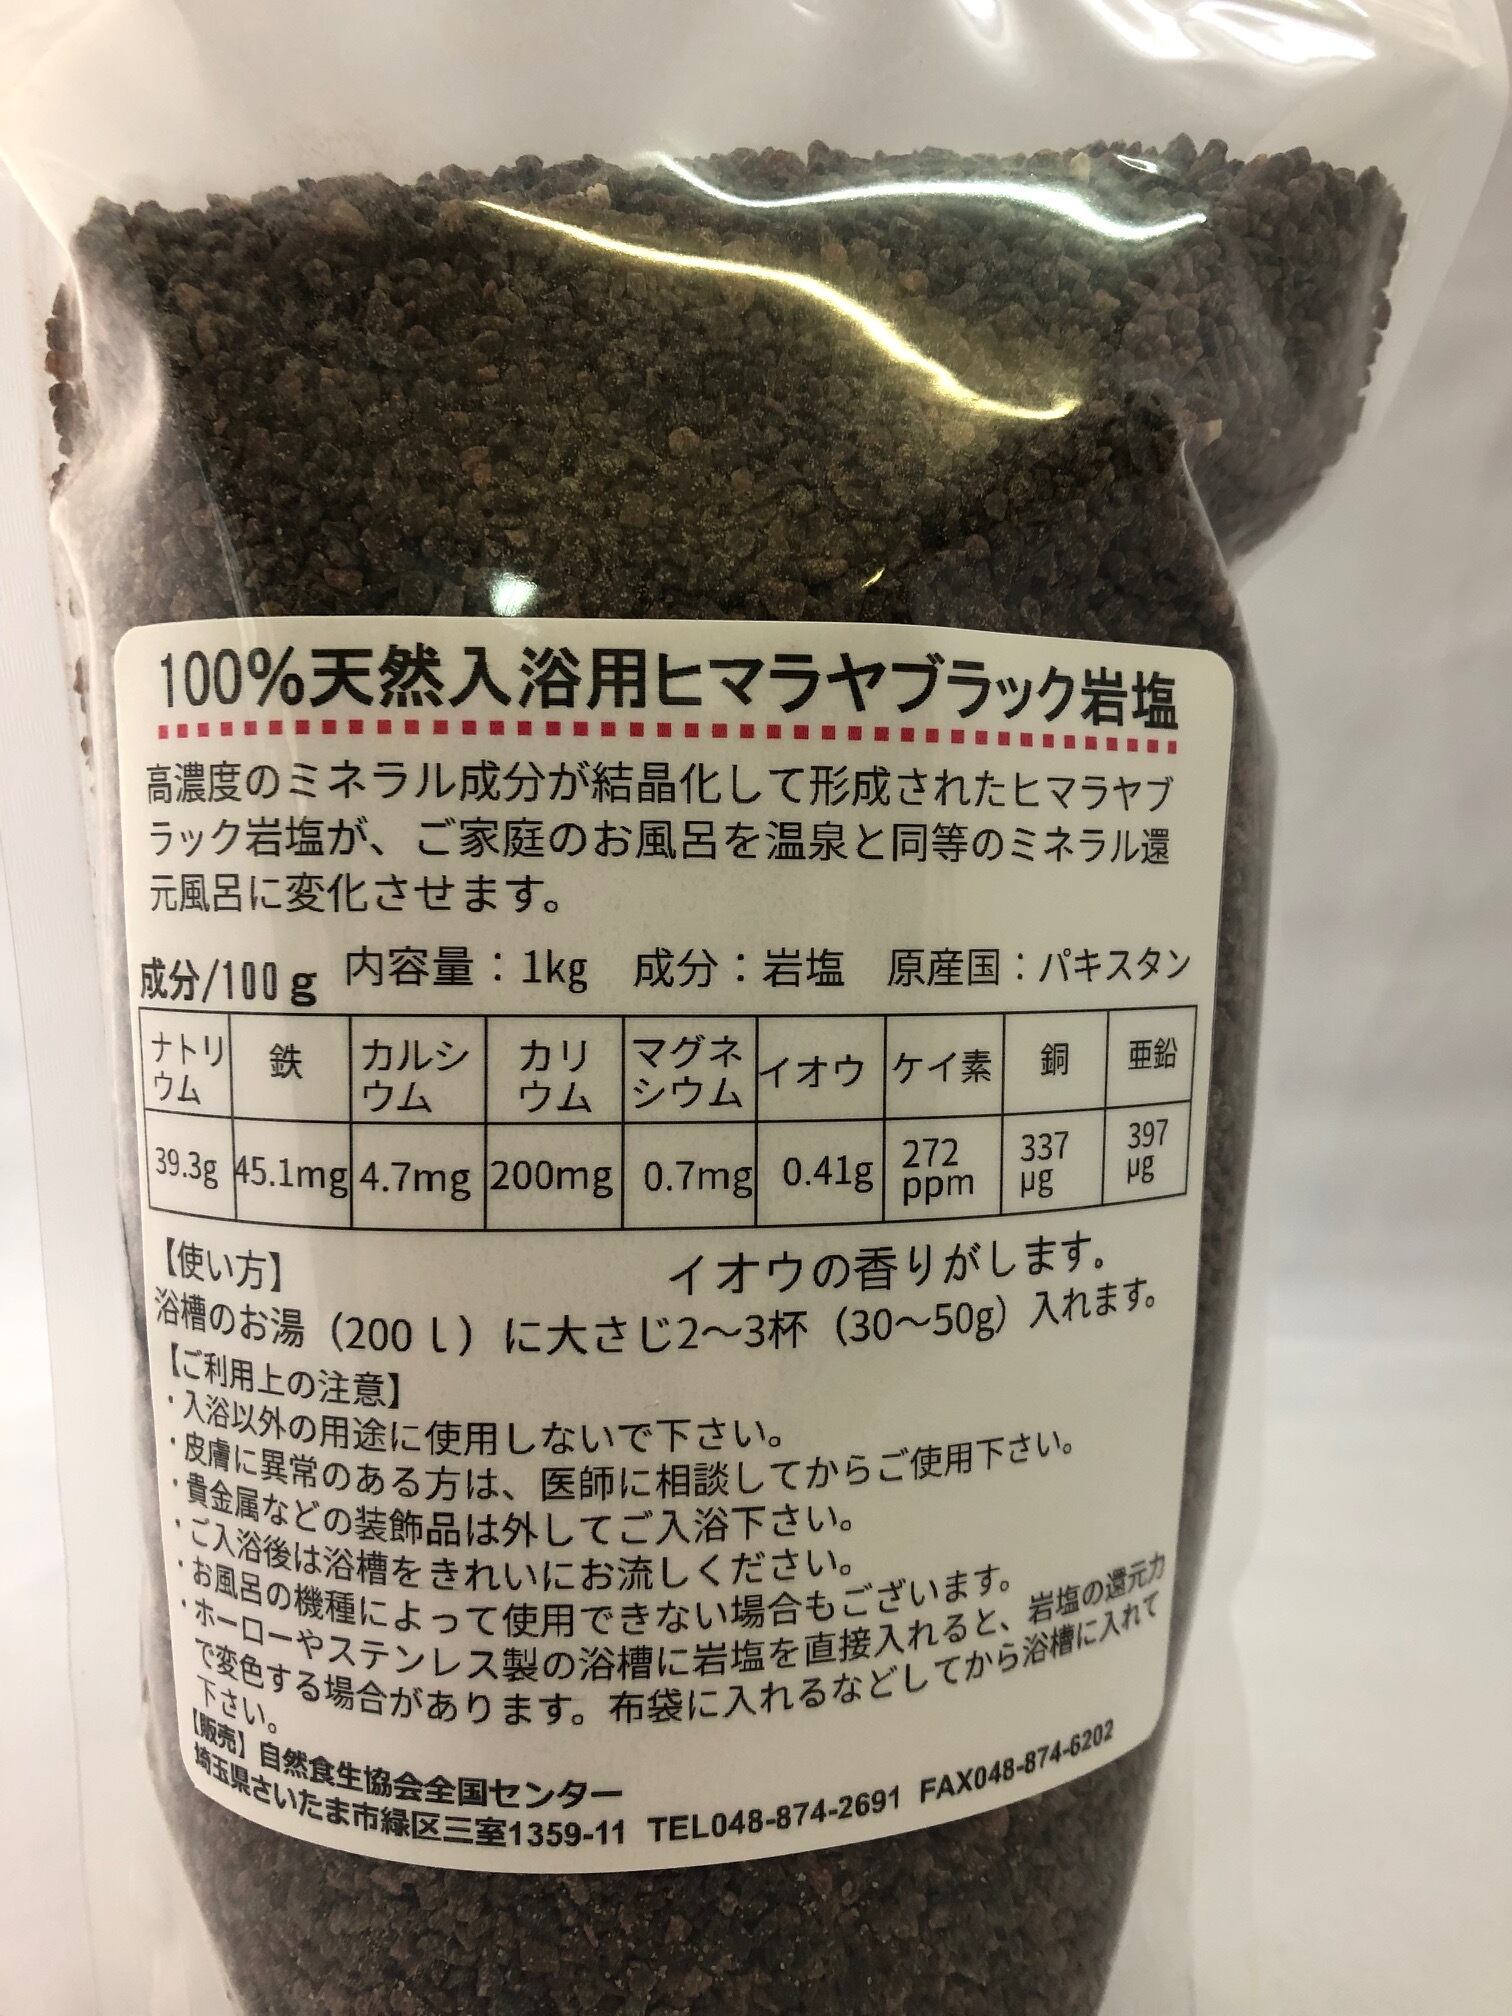 100%天然入浴用ヒマラヤブラック岩塩
高濃度のミネラル成分が結晶化して形成されたヒマラヤブ
ラック岩塩が、ご家庭のお風呂を温泉と同等のミネラル還
元風呂に変化させます。
成分/100g 内容量：1kg 成分：岩塩 原産国：パキスタン
ナトリ 鉄 カルシ カリ マグネ イオウ ケイ素 銅 亜鉛
ウム ウム ウム シウム
39.3g 45.1mg 4.7mg 200mg 0.7mg 0.41g 272 337 397
ppm μg μg
【使い方】 イオウの香りがします。
浴槽のお湯（200ℓ）に大さじ2〜3杯（30〜50g）入れます。
【ご利用上の注意】
・入浴以外の用途に使用しないで下さい。
・皮膚に異常のある方は、医師に相談してからご使用下さい。
・貴金属などの装飾品は外してご入浴下さい。
・ご入浴後は浴槽をきれいにお流しください。
・お風呂の機種によって使用できない場合もございます。
・ホーローやステンレス製の浴槽に岩塩を直接入れると、岩塩の還元力
で変色する場合があります。布袋に入れるなどしてから浴槽に入れて
下さい。
【販売】自然食生協会全国センター
埼玉県さいたま市緑区三室1359-11 TEL048-874-2691 FAX048-874-6202